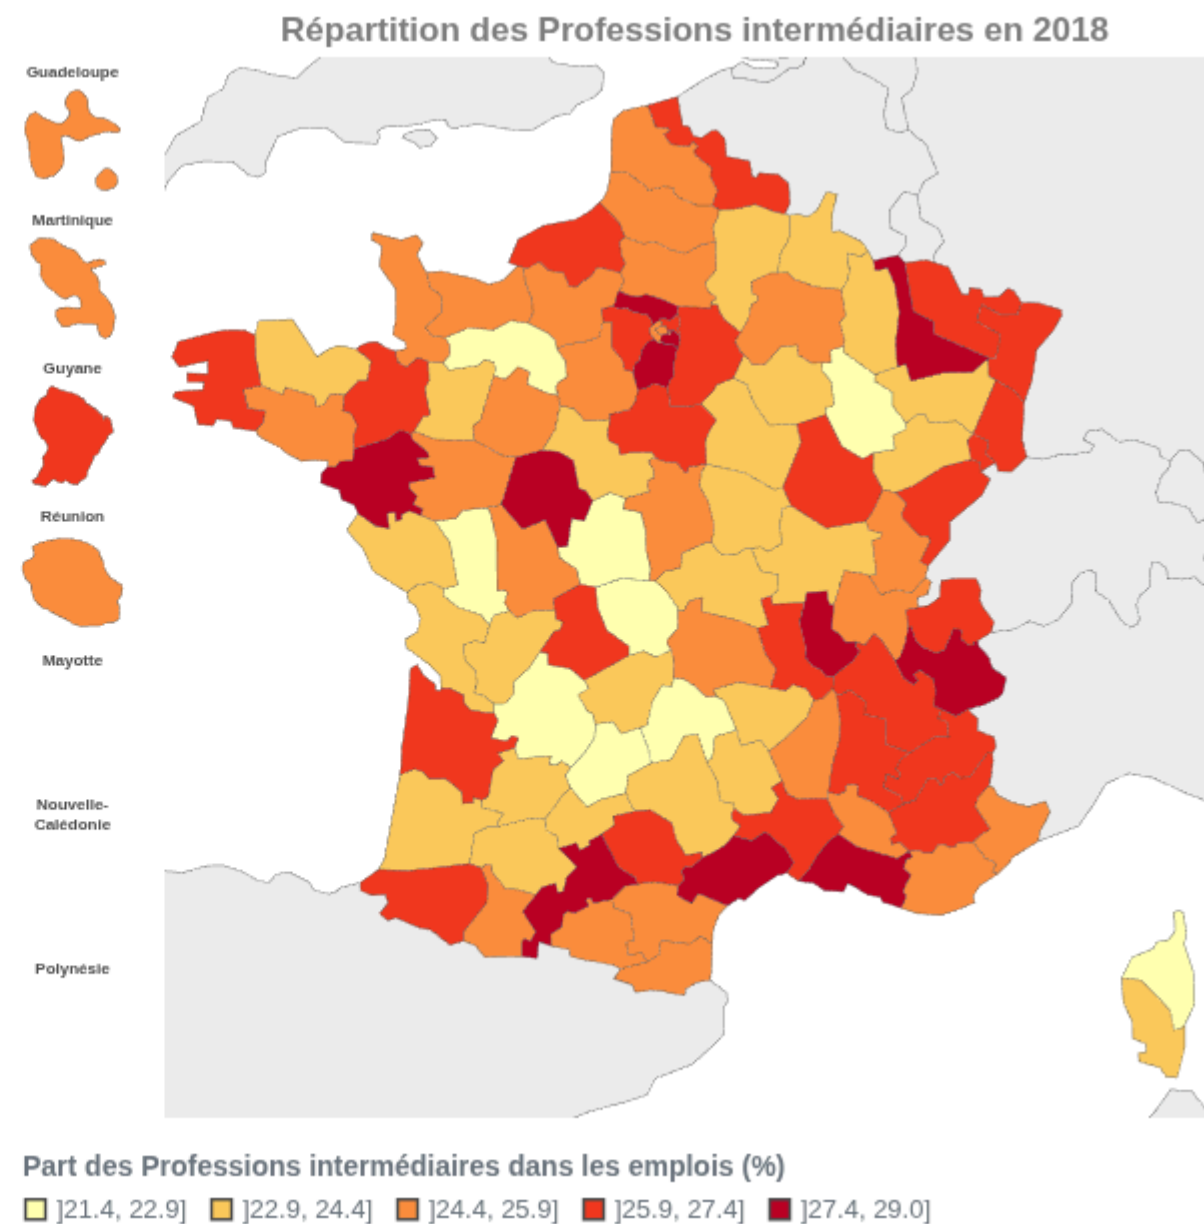 Répartition des Professions intermédiaires en 2018
Guadeloupe
Martinique
Guyane
Réunion
Mayotte
Nouvelle-
Calédonie
Polynésie
Part des Professions intermédiaires dans les emplois (%)
]21.4, 22.9] ]22.9, 24.4] ]24.4, 25.9] ]25.9, 27.4] ]27.4, 29.0]